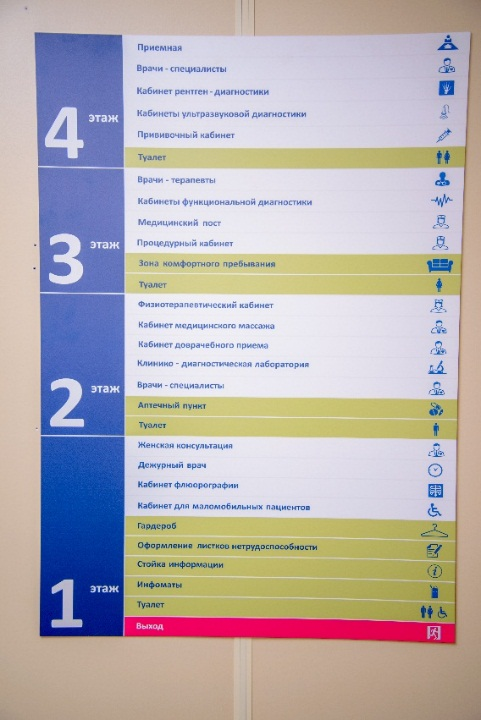 4 этаж
Приемная
Врачи - специалисты
Кабинет рентген - диагностики
Кабинеты ультразвуковой диагностики
Прививочный кабинет
Туалет
3 этаж
Врачи - терапевты
Кабинеты функциональной диагностики
Медицинский пост
Процедурный кабинет
Зона комфортного пребывания
Туалет
2 этаж
Физиотерапевтический кабинет
Кабинет медицинского массажа
Кабинет доврачебного приема
Клинико - диагностическая лаборатория
Врачи - специалисты
Аптечный пункт
Туалет
1 этаж
Женская консультация
Дежурный врач
Кабинет флюорографии
Кабинет для маломобильных пациентов
Гардероб
Оформление листков нетрудоспособности
Стойка информации
Инфоматы
Туалет
Выход